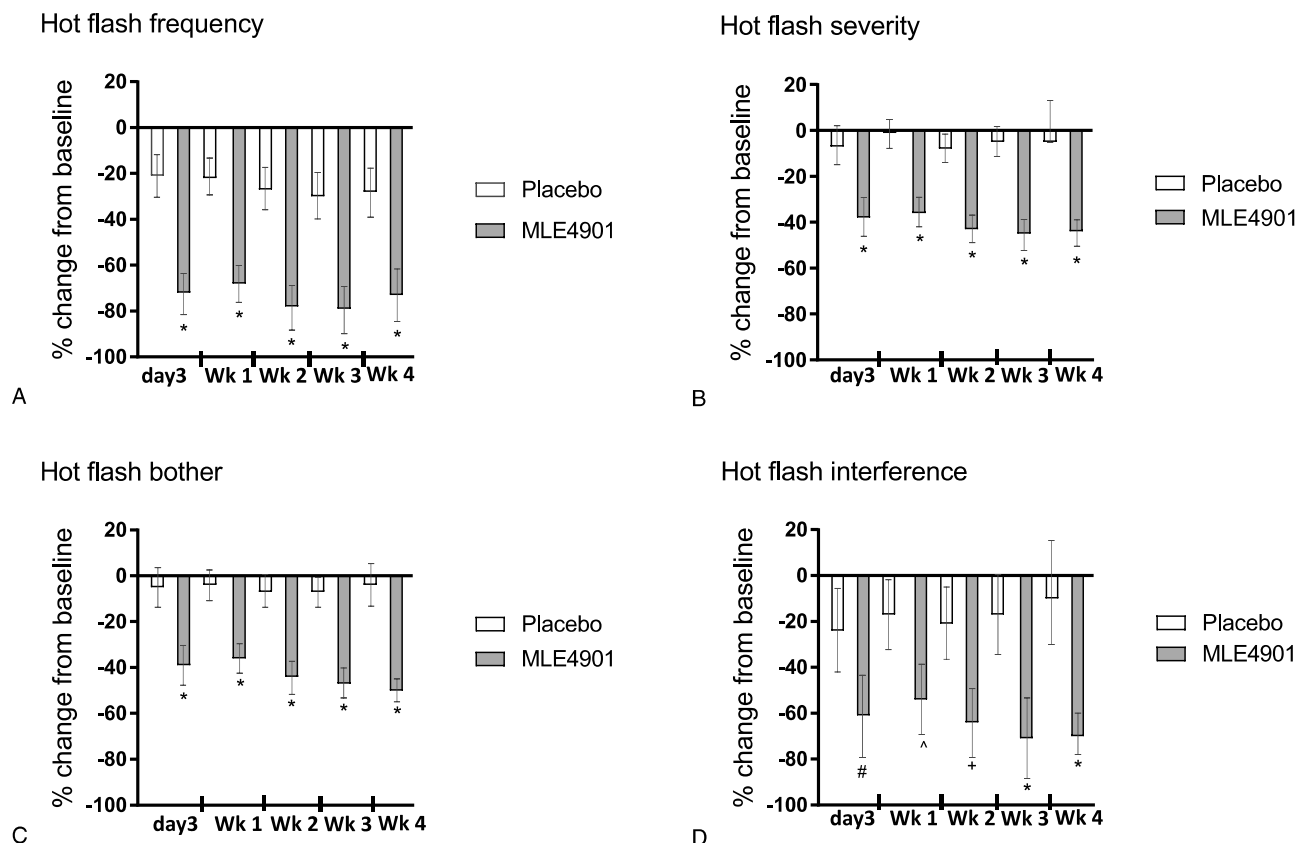 Hot flash frequency
% change from baseline
20
0
-20
-40
-60
-80
-100
* * * * *
day3 Wk 1 Wk 2 Wk 3 Wk 4
Placebo
MLE4901
A
Hot flash severity
% change from baseline
20
0
-20
-40
-60
-80
-100
* * * * *
day3 Wk 1 Wk 2 Wk 3 Wk 4
Placebo
MLE4901
B
Hot flash bother
% change from baseline
20
0
-20
-40
-60
-80
-100
* * * * *
day3 Wk 1 Wk 2 Wk 3 Wk 4
Placebo
MLE4901
C
Hot flash interference
% change from baseline
20
0
-20
-40
-60
-80
-100
# ^ + * *
day3 Wk 1 Wk 2 Wk 3 Wk 4
Placebo
MLE4901
D